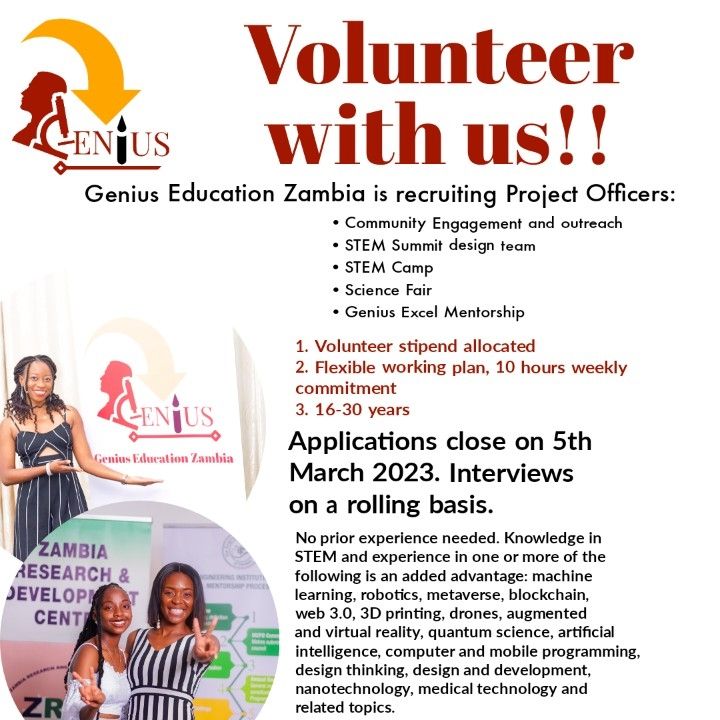 Volunteer
with us!!
GENIUS
Genius Education Zambia is recruiting Project Officers:
• Community Engagement and outreach
• STEM Summit design team
• STEM Camp
• Science Fair
• Genius Excel Mentorship
1. Volunteer stipend allocated
2. Flexible working plan, 10 hours weekly
commitment
3. 16-30 years
Applications close on 5th
March 2023. Interviews
on a rolling basis.
No prior experience needed. Knowledge in
STEM and experience in one or more of the
following is an added advantage: machine
learning, robotics, metaverse, blockchain,
web 3.0, 3D printing, drones, augmented
and virtual reality, quantum science, artificial
intelligence, computer and mobile programming,
design thinking, design and development,
nanotechnology, medical technology and
related topics.
GENIUS
Genius Education Zambia
ZAMBIA
RESEARCH &
DEVELOPMENT
CENT
ZAMBIA RESEARCH AN
ZR